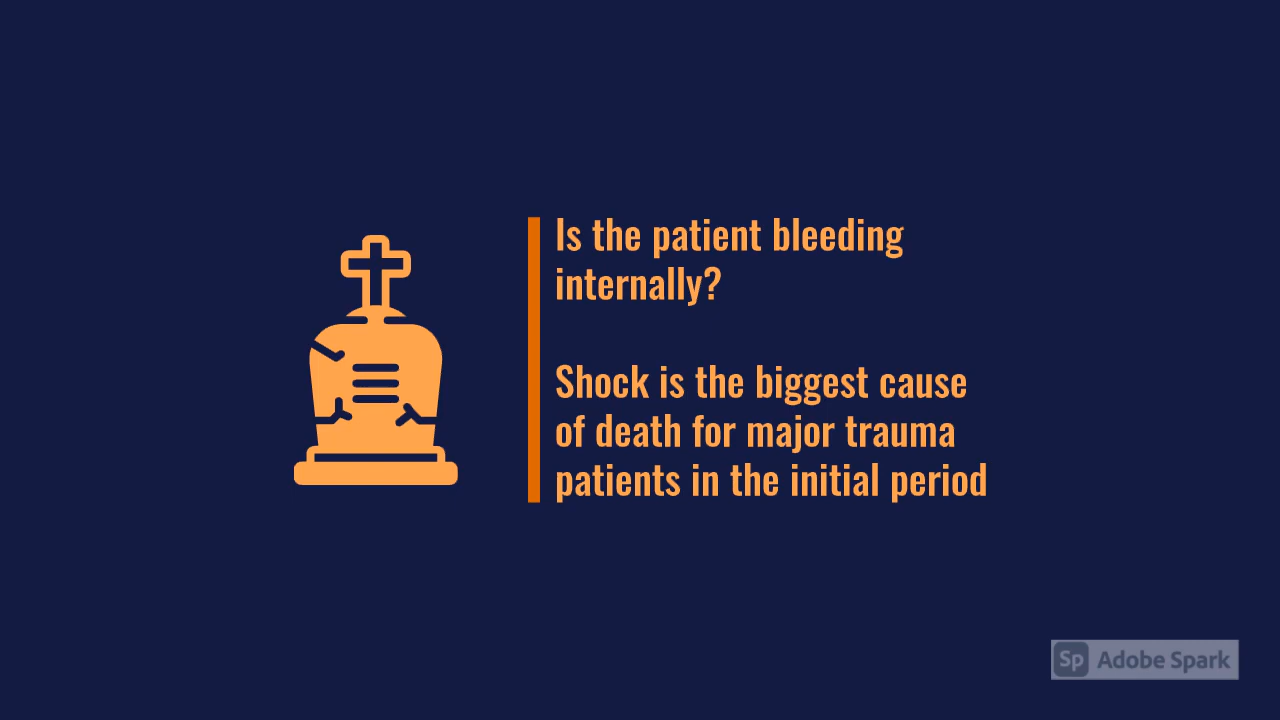 Is the patient bleeding
internally?
Shock is the biggest cause
of death for major trauma
patients in the initial period
Sp Adobe Spark